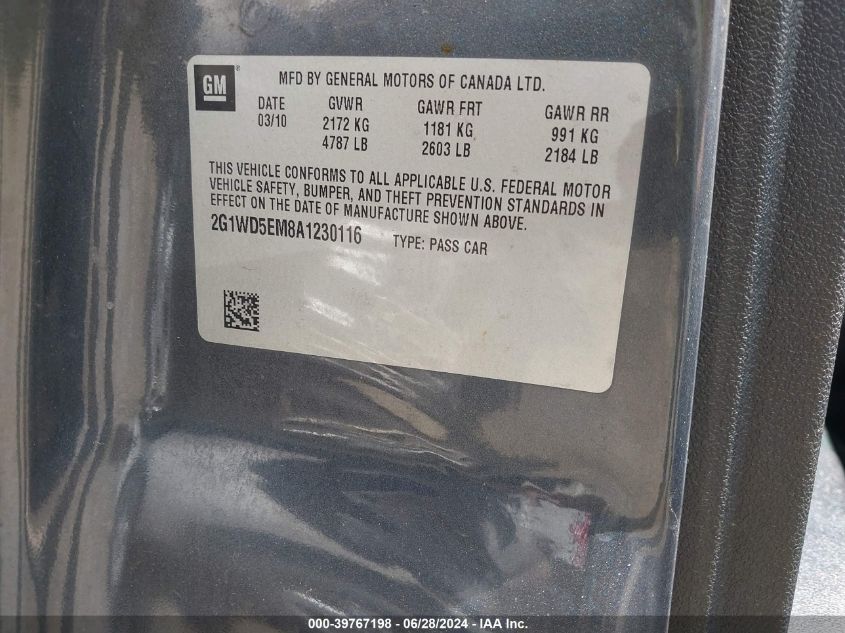 GM
MFD BY GENERAL MOTORS OF CANADA LTD.
DATE GVWR GAWR FRT GAWR RR
03/10 2172 KG 1181 KG 991 KG
4787 LB 2603 LB 2184 LB
THIS VEHICLE CONFORMS TO ALL APPLICABLE U.S. FEDERAL MOTOR
VEHICLE SAFETY, BUMPER, AND THEFT PREVENTION STANDARDS IN
EFFECT ON THE DATE OF MANUFACTURE SHOWN ABOVE.
2G1WD5EM8A1230116 TYPE: PASS CAR
000-39767198 - 06/28/2024 - IAA Inc.